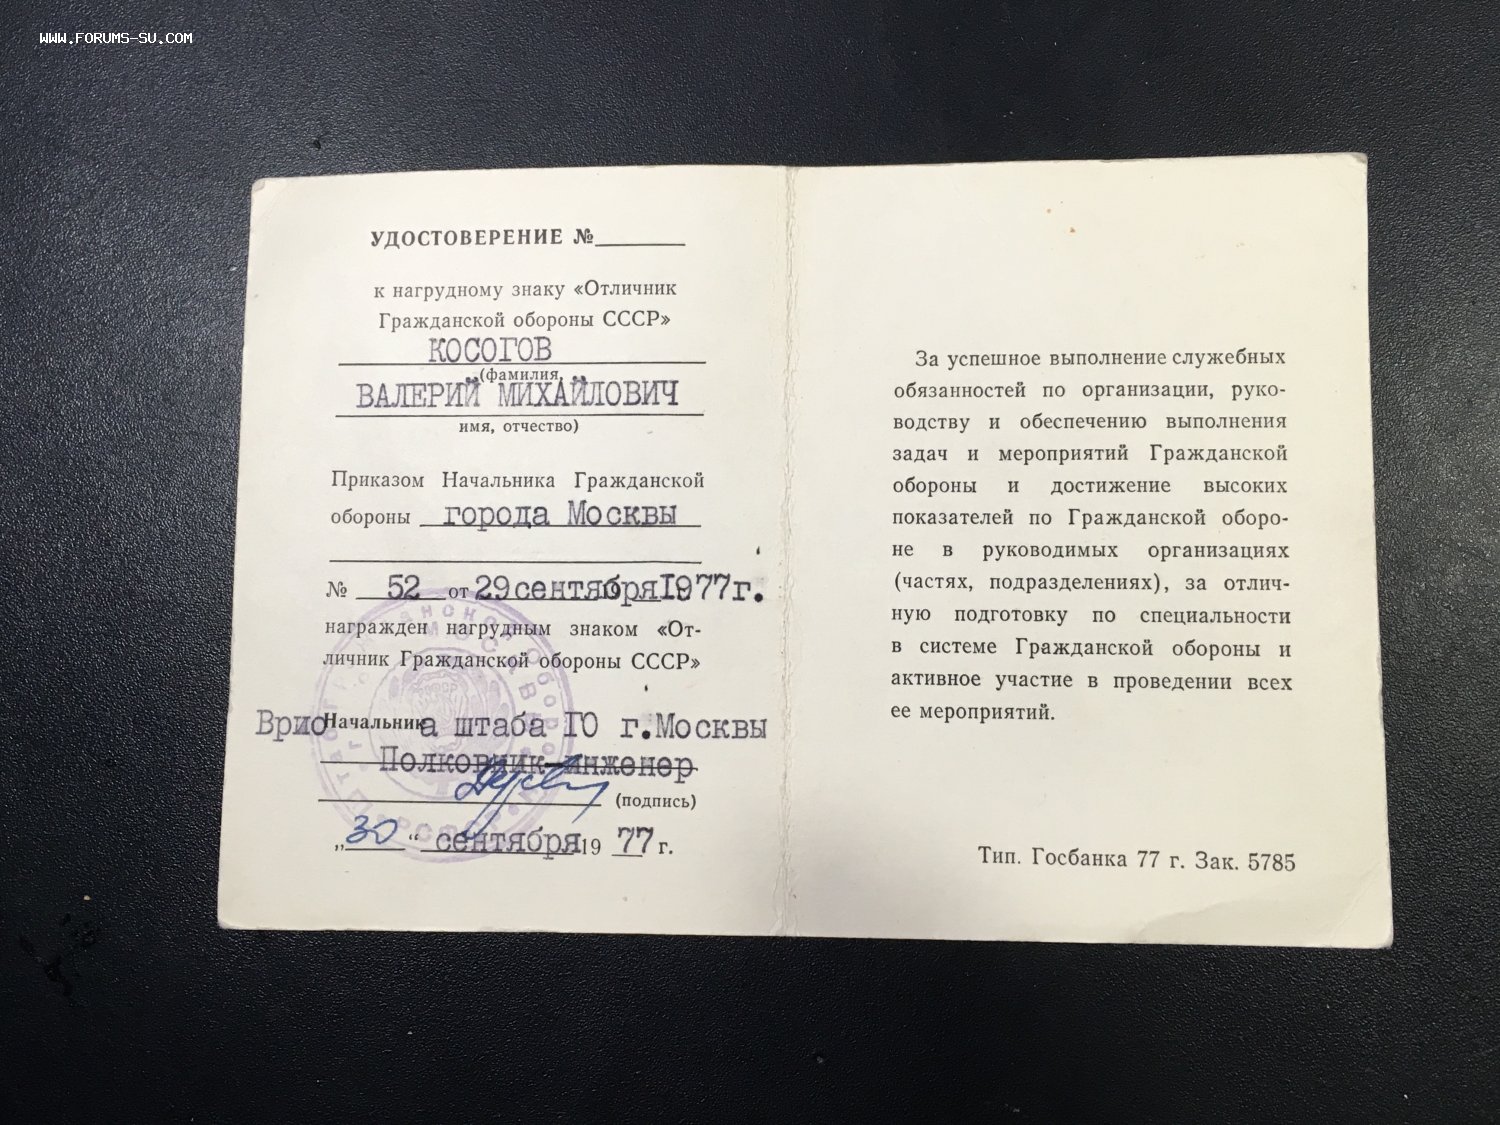 WWW.FORUMS-SU.COM
УДОСТОВЕРЕНИЕ №
к нагрудному знаку «Отличник
Гражданской обороны СССР»
КОСОГОВ
(фамилия,
ВАЛЕРИЙ МИХАЙЛОВИЧ
имя, отчество)
Приказом Начальника Гражданской
обороны города Москвы
№ 52 от 29 сентября 1977г.
награжден нагрудным знаком «От-
личник Гражданской обороны СССР»
Врио Начальника штаба ГО г.Москвы
Полковник-инженер
(подпись)
„30“ сентября 1977 г.
За успешное выполнение служебных
обязанностей по организации, руко-
водству и обеспечению выполнения
задач и мероприятий Гражданской
обороны и достижение высоких
показателей по Гражданской оборо-
не в руководимых организациях
(частях, подразделениях), за отлич-
ную подготовку по специальности
в системе Гражданской обороны и
активное участие в проведении всех
ее мероприятий.
Тип. Госбанка 77 г. Зак. 5785